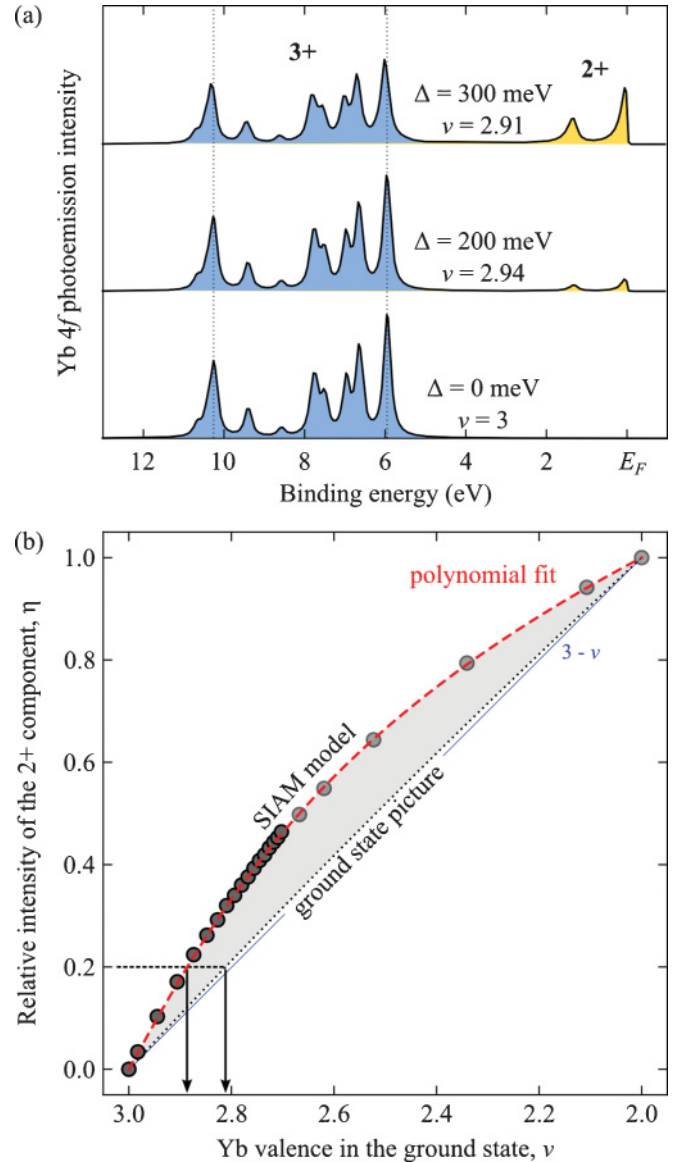 (a)
3+
2+
Δ = 300 meV
v = 2.91
Δ = 200 meV
v = 2.94
Δ = 0 meV
v = 3
Yb 4f photoemission intensity
12 10 8 6 4 2 E_F
Binding energy (eV)
(b)
1.0
polynomial fit
3 - v
0.8
SIAM model
0.6
ground state picture
0.4
0.2
0.0
Relative intensity of the 2+ component, η
3.0 2.8 2.6 2.4 2.2 2.0
Yb valence in the ground state, v